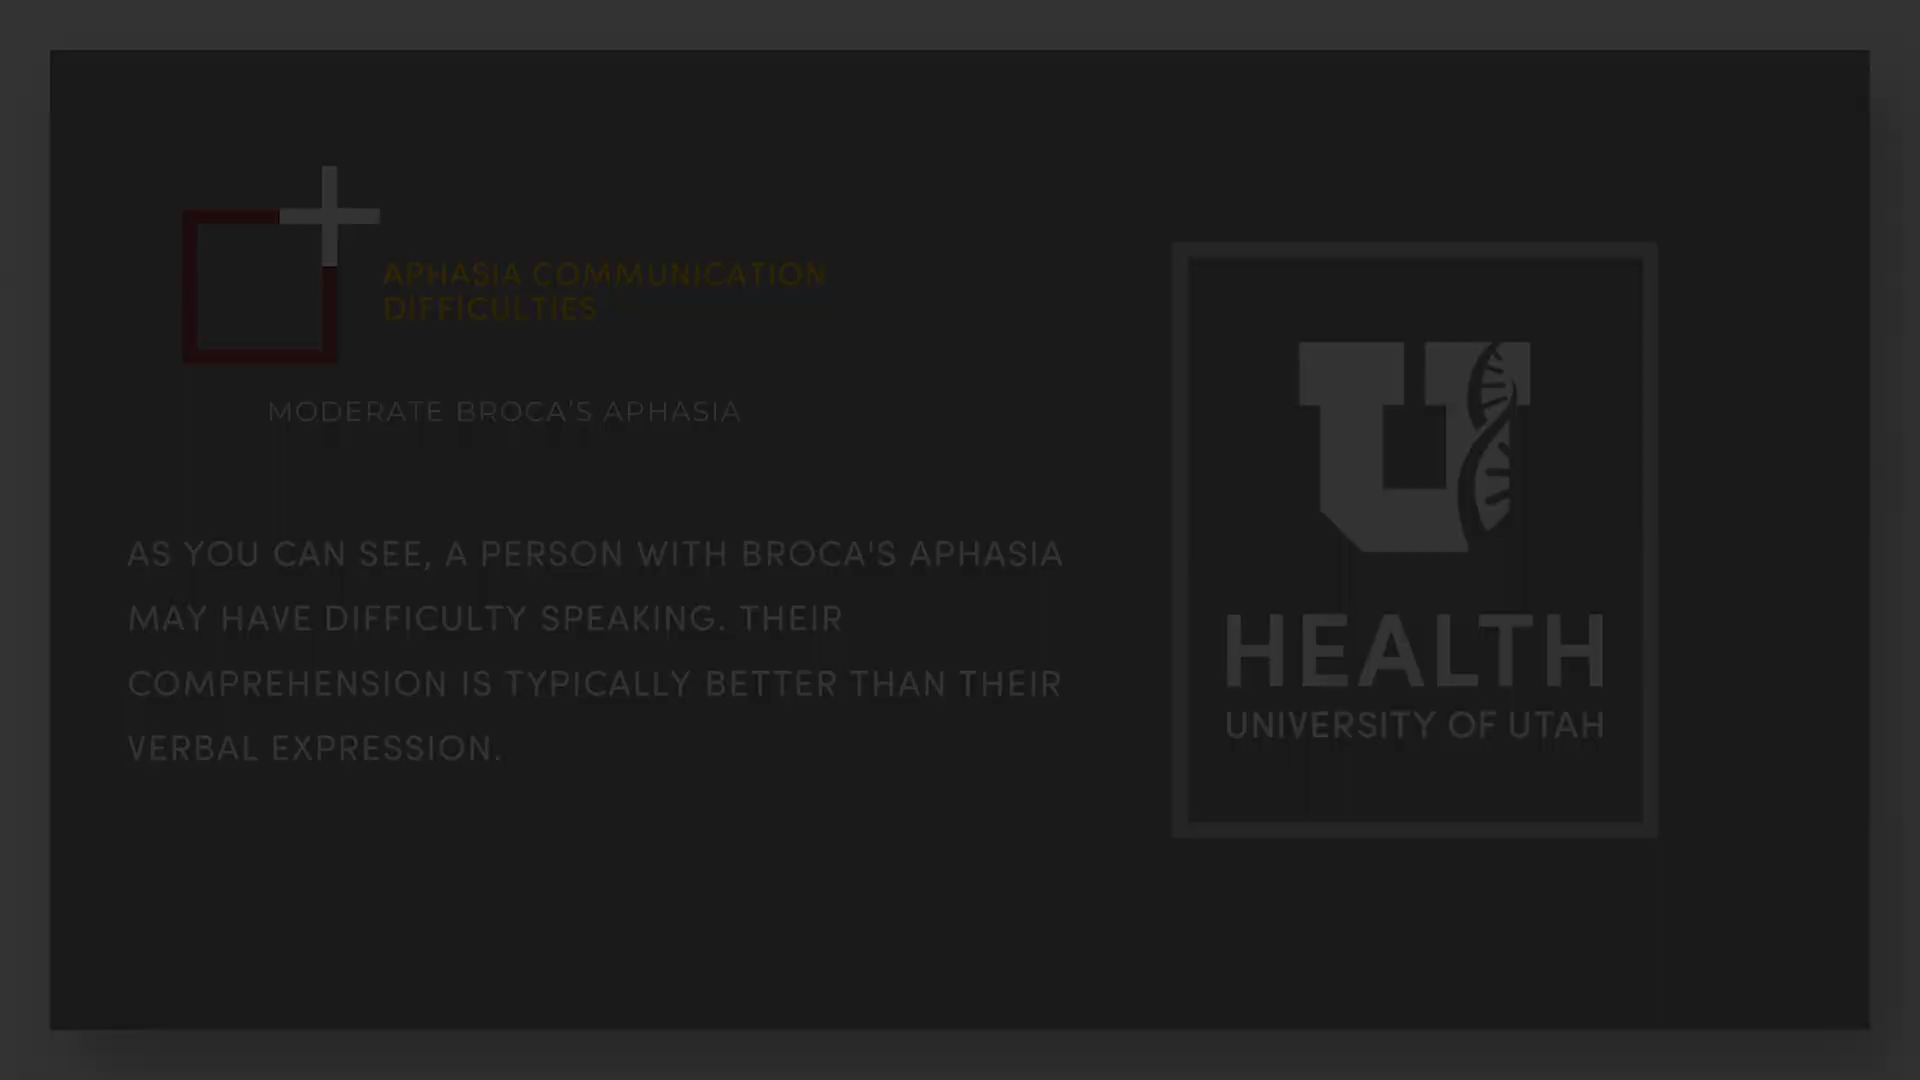 APHASIA COMMUNICATION
DIFFICULTIES
MODERATE BROCA'S APHASIA
AS YOU CAN SEE, A PERSON WITH BROCA'S APHASIA
MAY HAVE DIFFICULTY SPEAKING. THEIR
COMPREHENSION IS TYPICALLY BETTER THAN THEIR
VERBAL EXPRESSION.
U
HEALTH
UNIVERSITY OF UTAH